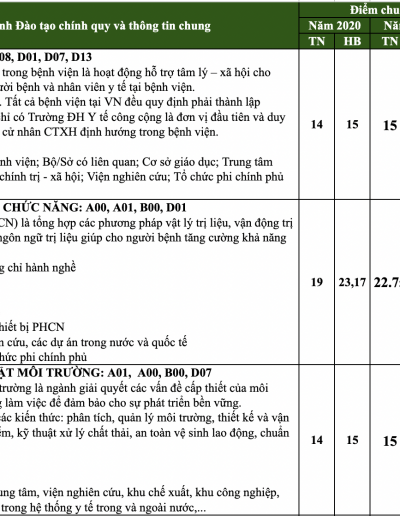 Điểm chu
nh Đào tạo chính quy và thông tin chung
Năm 2020
Nă
TN
HB
TN
08, D01, D07, D13
trong bệnh viện là hoạt động hỗ trợ tâm lý – xã hội cho
ười bệnh và nhân viên y tế tại bệnh viện.
. Tất cả bệnh viện tại VN đều quy định phải thành lập
hỉ có Trường ĐH Y tế công cộng là đơn vị đầu tiên và duy
cử nhân CTXH định hướng trong bệnh viện.
14
15
15
nh viện; Bộ/Sở có liên quan; Cơ sở giáo dục; Trung tâm
chính trị - xã hội; Viện nghiên cứu; Tổ chức phi chính phủ
CHỨC NĂNG: A00, A01, B00, D01
CN) là tổng hợp các phương pháp vật lý trị liệu, vận động trị
ngôn ngữ trị liệu giúp cho người bệnh tăng cường khả năng
g chỉ hành nghề
19
23,17
22.7
hiết bị PHCN
n cứu, các dự án trong nước và quốc tế
hức phi chính phủ
ẬT MÔI TRƯỜNG: A01, A00, B00, D07
trường là ngành giải quyết các vấn đề cấp thiết của môi
g làm việc để đảm bảo cho sự phát triển bền vững.
ác kiến thức: phân tích, quản lý môi trường, thiết kế và vận
ểm, kỹ thuật xử lý chất thải, an toàn vệ sinh lao động, chuẩn
14
15
15
ung tâm, viện nghiên cứu, khu chế xuất, khu công nghiệp,
trong hệ thống y tế trong và ngoài nước,...